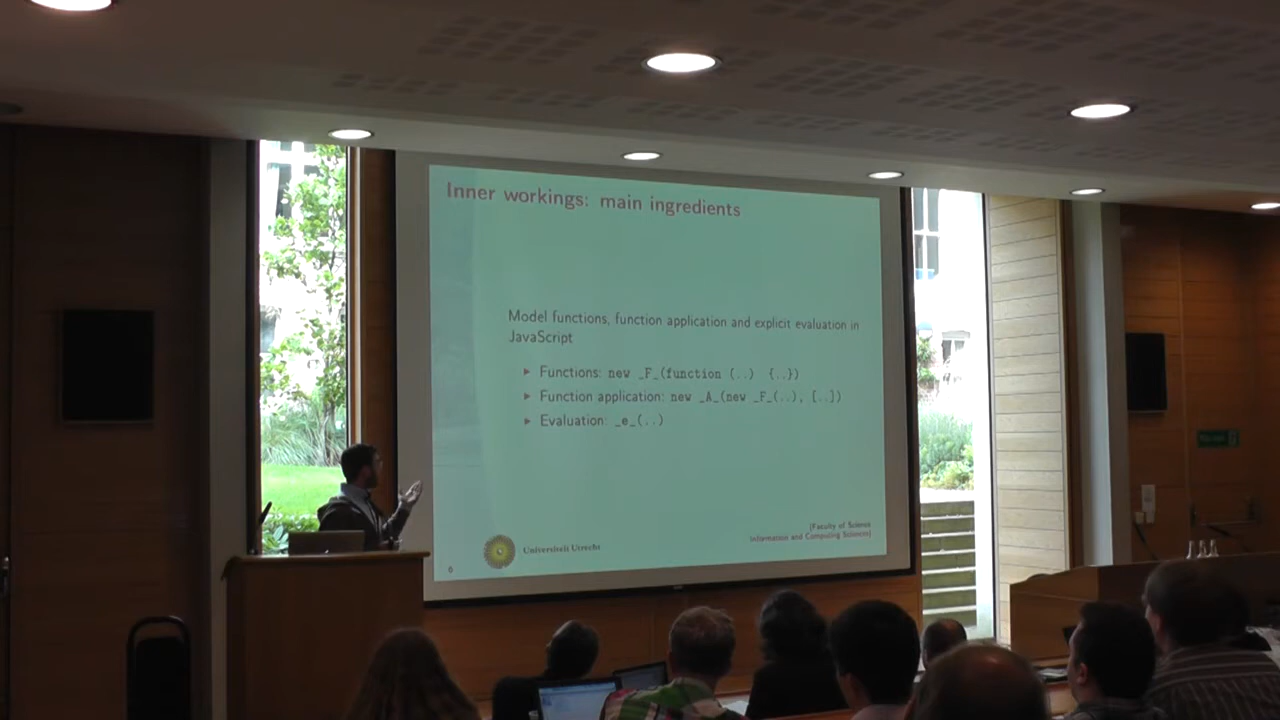 Inner workings: main ingredients
Model functions, function application and explicit evaluation in
JavaScript
▶ Functions: new _F_(function (..) {..})
▶ Function application: new _A_(new _F_(..), [..])
▶ Evaluation: _e_(..)
[Faculty of Science
Information and Computing Sciences]
Universiteit Utrecht
6